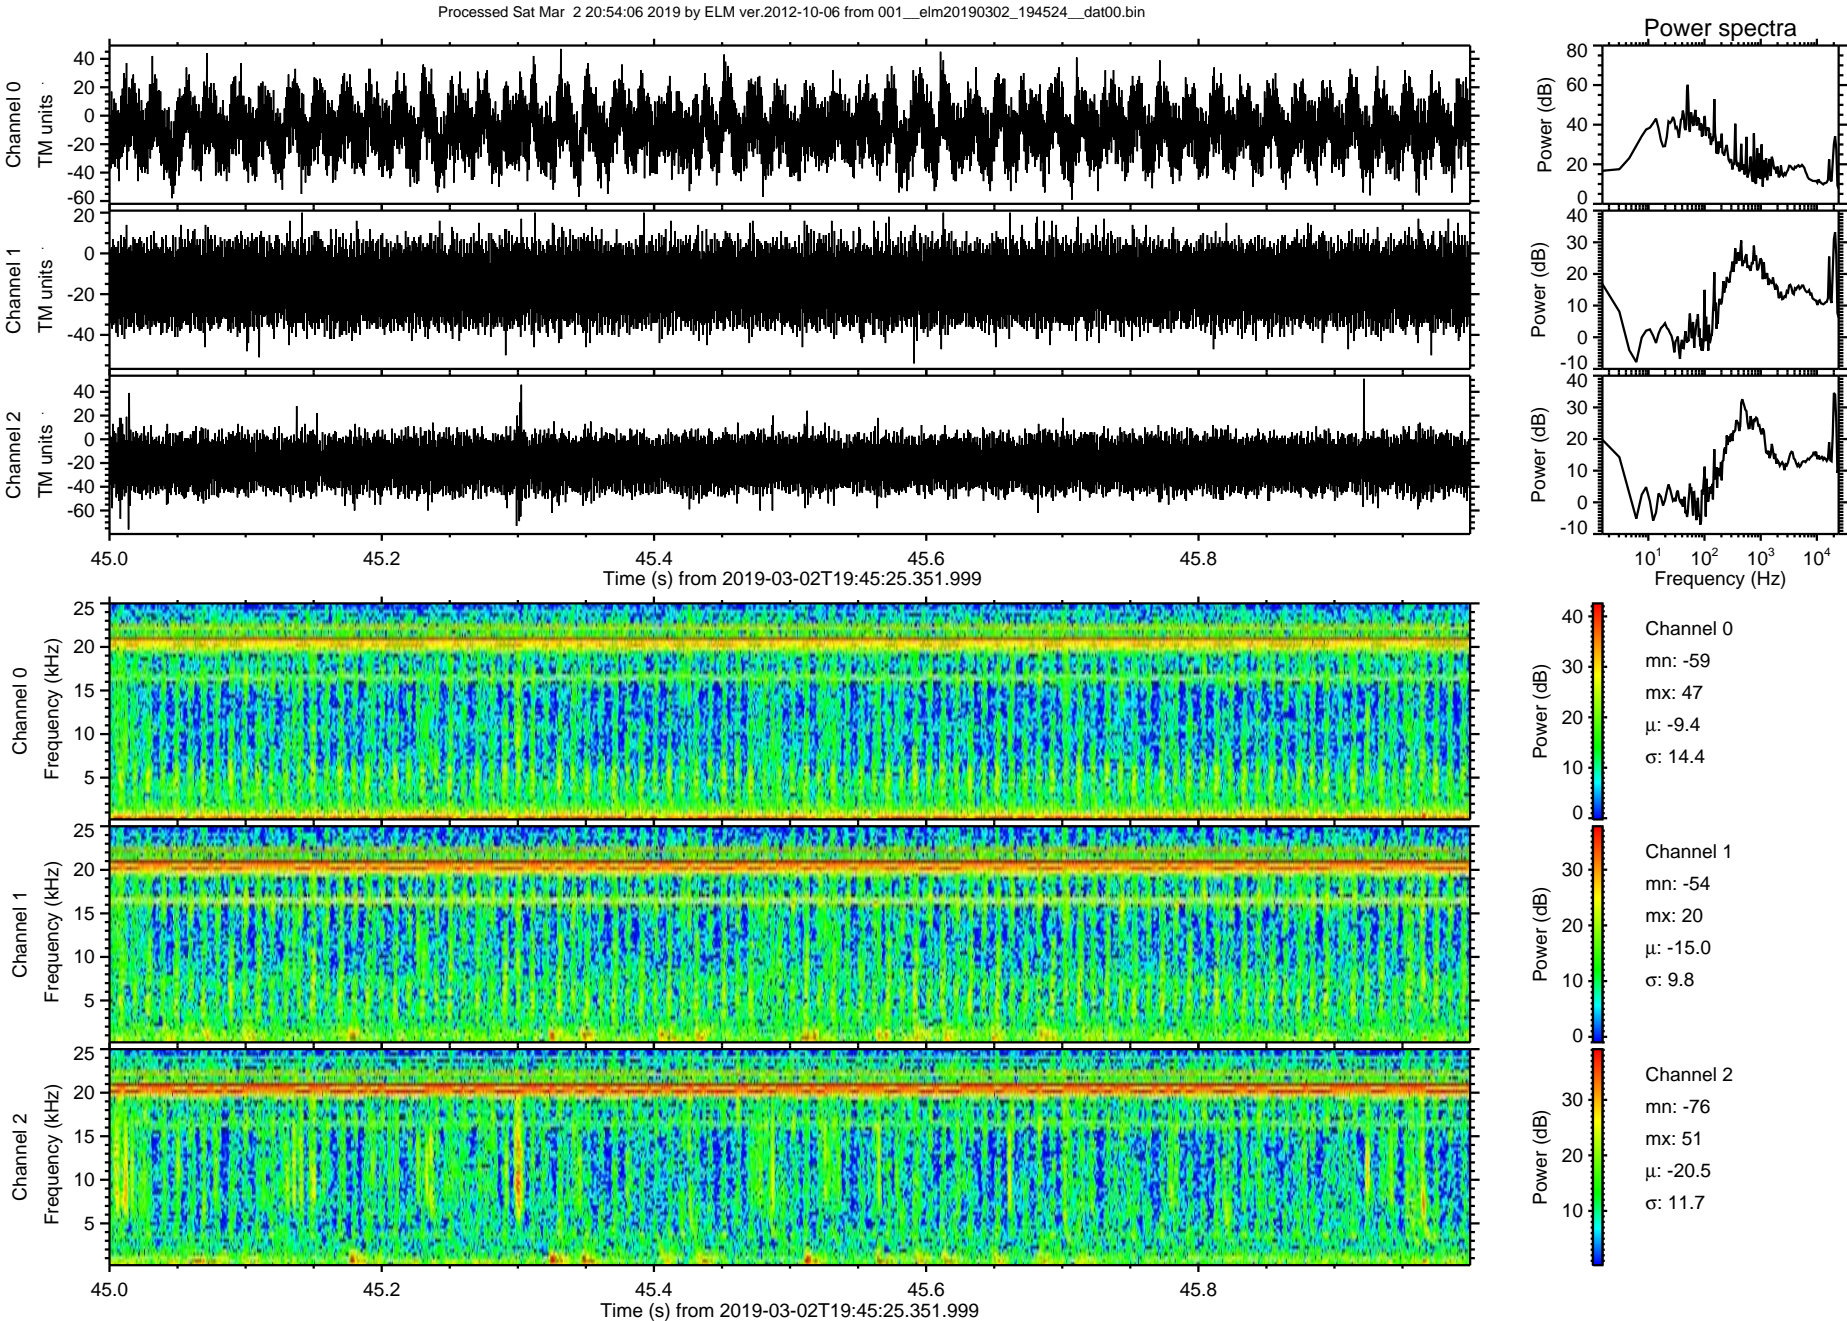 Processed Sat Mar  2 20:54:06 2019 by ELM ver.2012-10-06 from 001__elm20190302_194524__dat00.bin
Power spectra
Channel 0
TM units
40
20
0
-20
-40
-60
Power (dB)
80
60
40
20
0
Channel 1
TM units
20
0
-20
-40
Power (dB)
40
30
20
10
0
-10
Channel 2
TM units
40
20
0
-20
-40
-60
Power (dB)
40
30
20
10
0
-10
45.0 45.2 45.4 45.6 45.8
Time (s) from 2019-03-02T19:45:25.351.999
10¹ 10² 10³ 10⁴
Frequency (Hz)
Channel 0
Frequency (kHz)
25
20
15
10
5
Power (dB)
40
30
20
10
0
Channel 0
mn: -59
mx: 47
μ: -9.4
σ: 14.4
Channel 1
Frequency (kHz)
25
20
15
10
5
Power (dB)
30
20
10
0
Channel 1
mn: -54
mx: 20
μ: -15.0
σ: 9.8
Channel 2
Frequency (kHz)
25
20
15
10
5
Power (dB)
30
20
10
Channel 2
mn: -76
mx: 51
μ: -20.5
σ: 11.7
45.0 45.2 45.4 45.6 45.8
Time (s) from 2019-03-02T19:45:25.351.999